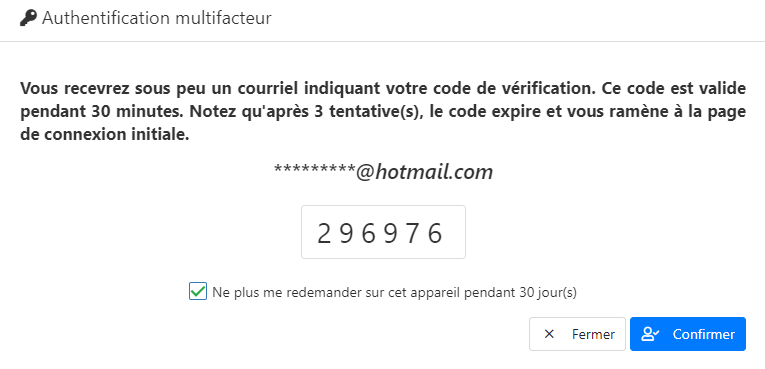 Authentification multifacteur
Vous recevrez sous peu un courriel indiquant votre code de vérification. Ce code est valide
pendant 30 minutes. Notez qu'après 3 tentative(s), le code expire et vous ramène à la page
de connexion initiale.
*********@hotmail.com
296976
Ne plus me redemander sur cet appareil pendant 30 jour(s)
Fermer
Confirmer